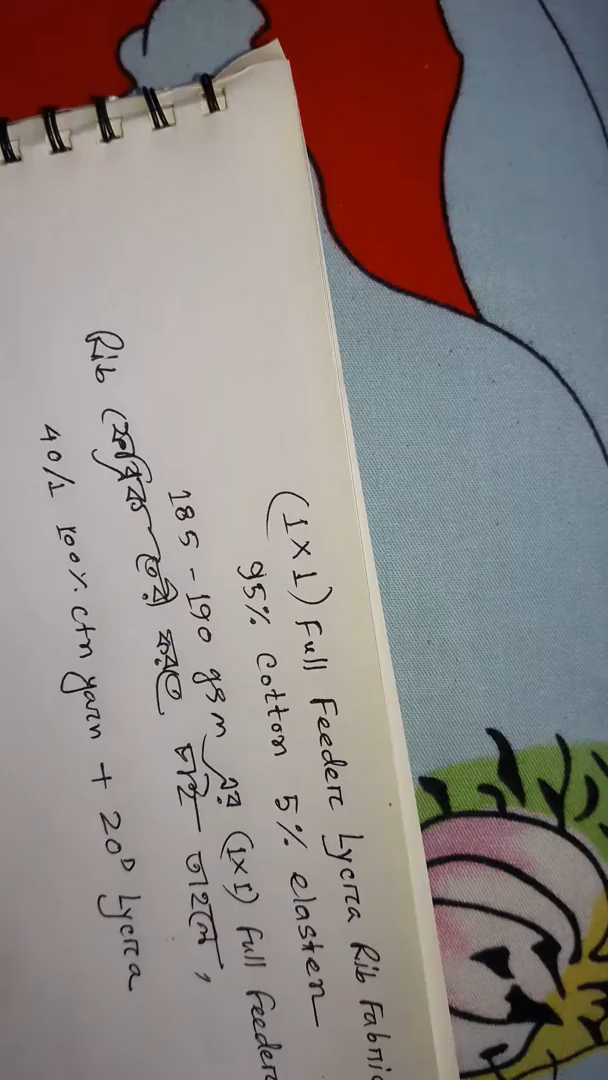 (1x1) Full Feeder Lycra Rib Fabric
95% Cotton 5% elasten
185 - 190 gsm এর (1x1) full feeder
Rib ফেব্রিক তৈরী করতে চাই তাহলে,
40/1 100% ctn yarn + 20D Lycra